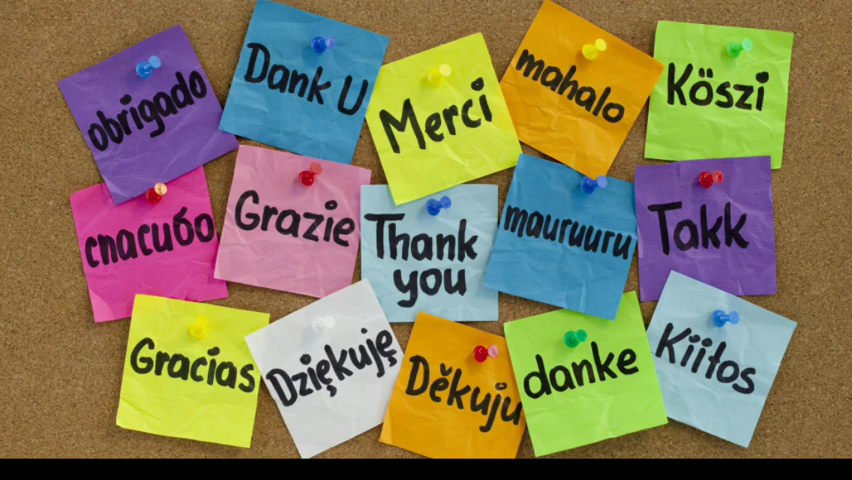 obrigado
Dank U
Merci
mahalo
Köszi
спасибо
Grazie
Thank
you
mauruuru
Takk
Gracias
Dziękuję
Děkuju
danke
Kiitos